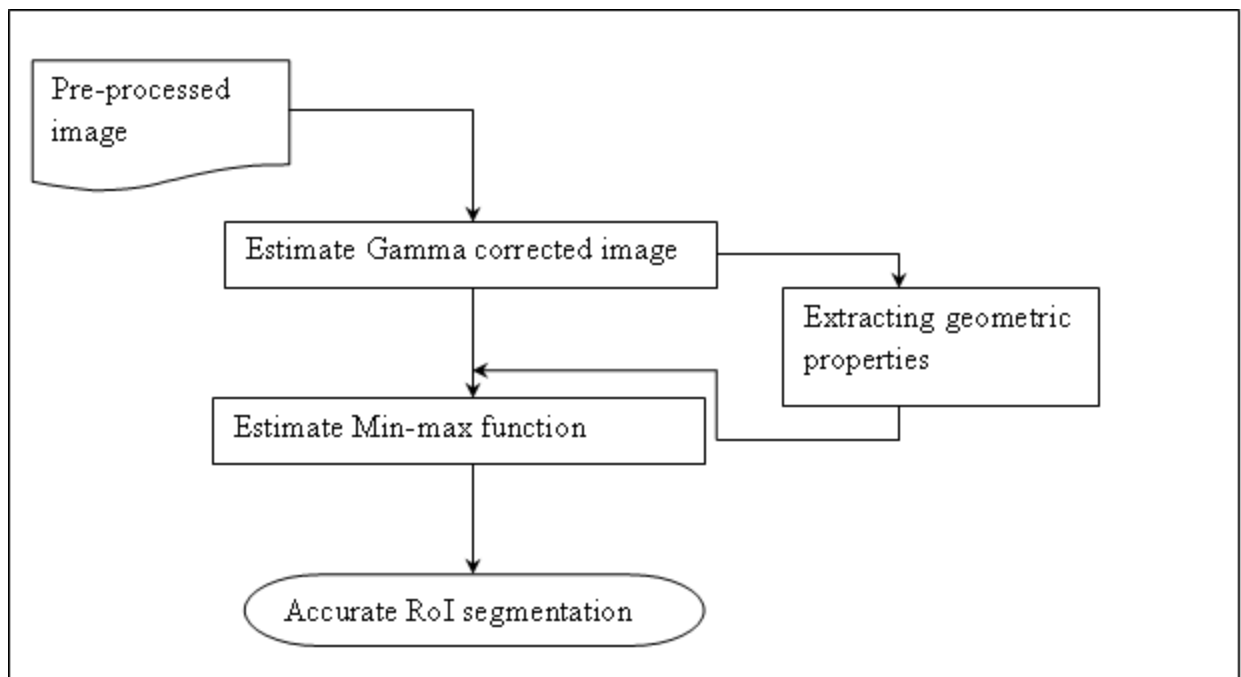 Pre-processed
image
Estimate Gamma corrected image
Extracting geometric
properties
Estimate Min-max function
Accurate RoI segmentation